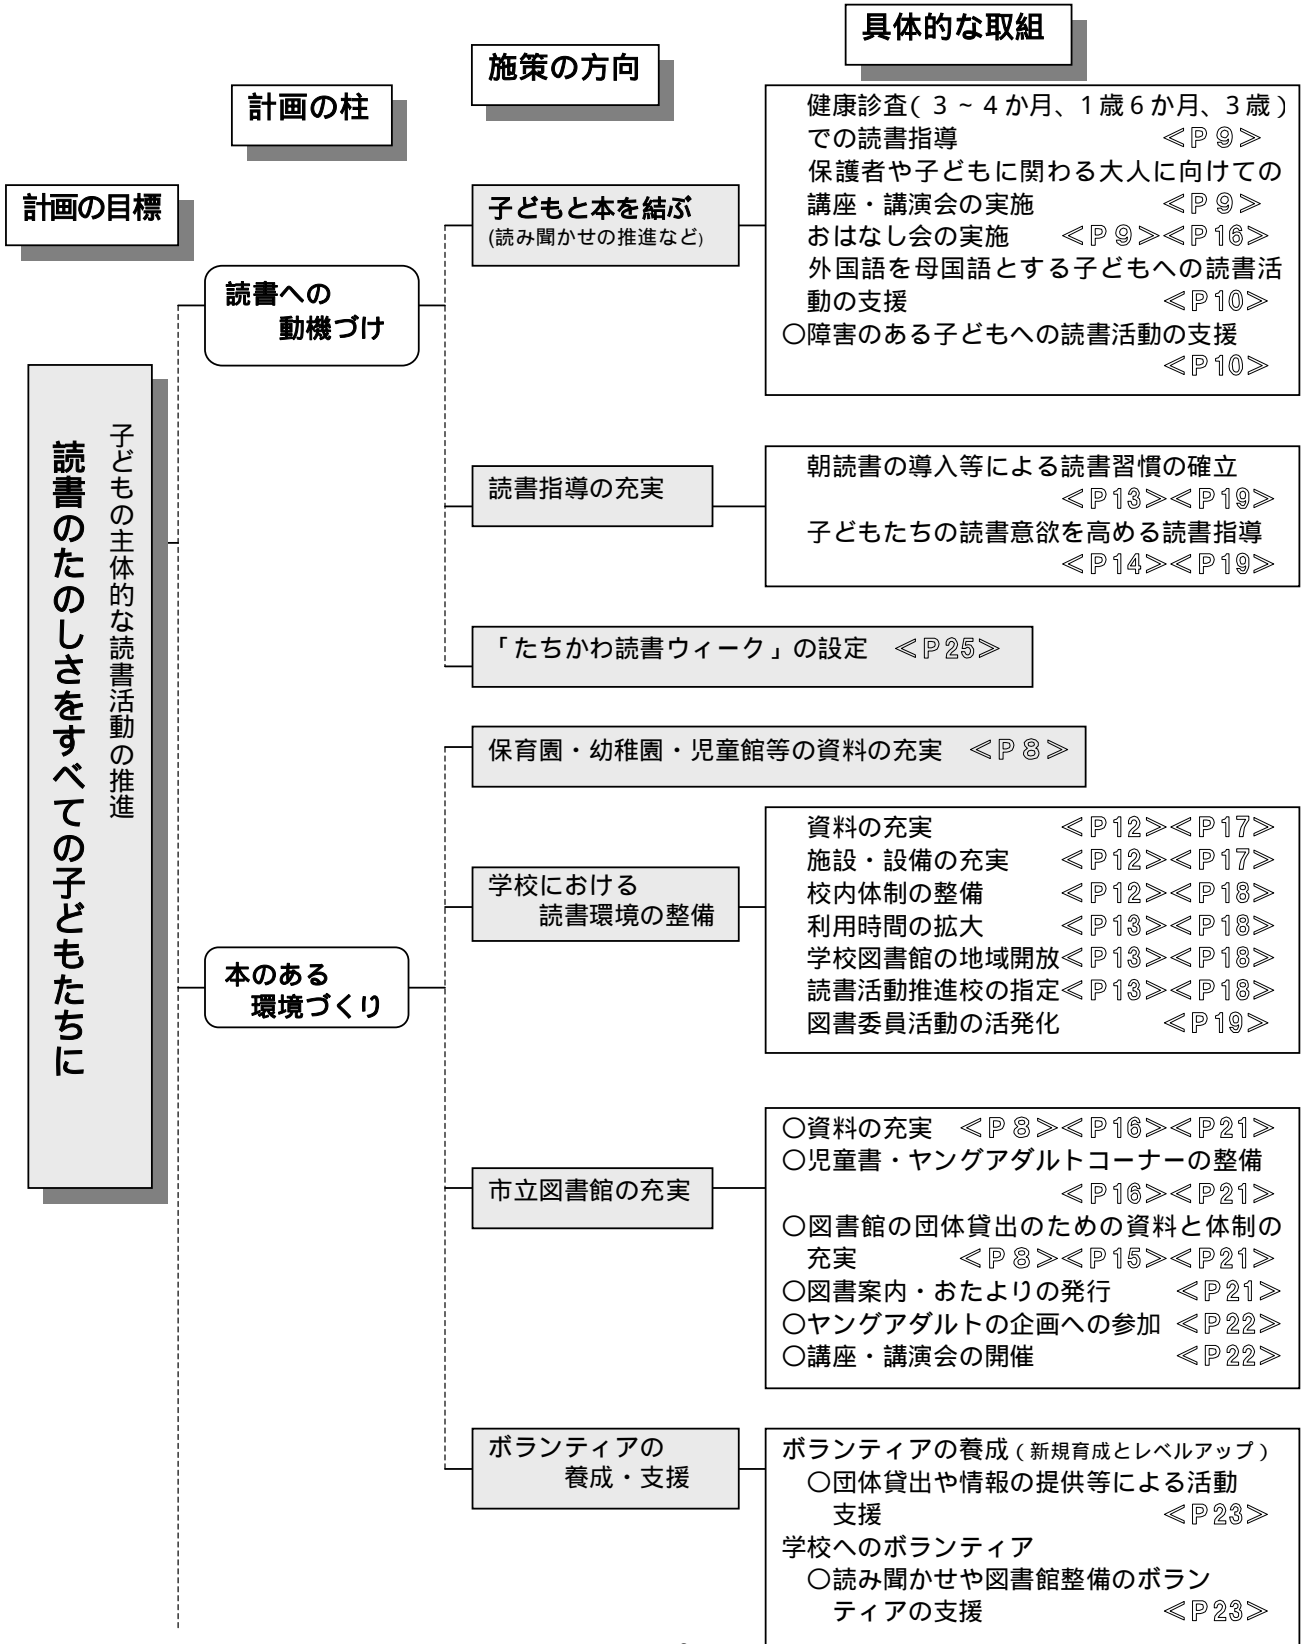 具体的な取組
施策の方向
計画の柱
計画の目標
読書のたのしさをすべての子どもたちに
子どもの主体的な読書活動の推進
読書への
動機づけ
子どもと本を結ぶ
(読み聞かせの推進など)
健康診査(3～4か月、1歳6か月、3歳)
での読書指導 ≪P9≫
保護者や子どもに関わる大人に向けての
講座・講演会の実施 ≪P9≫
おはなし会の実施 ≪P9≫≪P16≫
外国語を母国語とする子どもへの読書活
動の支援 ≪P10≫
○障害のある子どもへの読書活動の支援
≪P10≫
読書指導の充実
朝読書の導入等による読書習慣の確立
≪P13≫≪P19≫
子どもたちの読書意欲を高める読書指導
≪P14≫≪P19≫
「たちかわ読書ウィーク」の設定 ≪P25≫
本のある
環境づくり
保育園・幼稚園・児童館等の資料の充実 ≪P8≫
学校における
読書環境の整備
資料の充実 ≪P12≫≪P17≫
施設・設備の充実 ≪P12≫≪P17≫
校内体制の整備 ≪P12≫≪P18≫
利用時間の拡大 ≪P13≫≪P18≫
学校図書館の地域開放≪P13≫≪P18≫
読書活動推進校の指定≪P13≫≪P18≫
図書委員活動の活発化 ≪P19≫
市立図書館の充実
○資料の充実 ≪P8≫≪P16≫≪P21≫
○児童書・ヤングアダルトコーナーの整備
≪P16≫≪P21≫
○図書館の団体貸出のための資料と体制の
充実 ≪P8≫≪P15≫≪P21≫
○図書案内・おたよりの発行 ≪P21≫
○ヤングアダルトの企画への参加 ≪P22≫
○講座・講演会の開催 ≪P22≫
ボランティアの
養成・支援
ボランティアの養成(新規育成とレベルアップ)
○団体貸出や情報の提供等による活動
支援 ≪P23≫
学校へのボランティア
○読み聞かせや図書館整備のボラン
ティアの支援 ≪P23≫